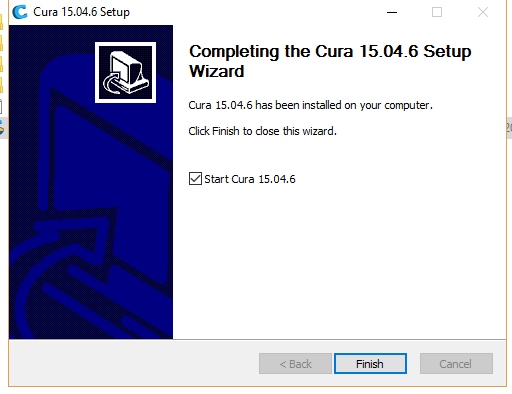 Cura 15.04.6 Setup
Completing the Cura 15.04.6 Setup
Wizard
Cura 15.04.6 has been installed on your computer.
Click Finish to close this wizard.
Start Cura 15.04.6
< Back
Finish
Cancel